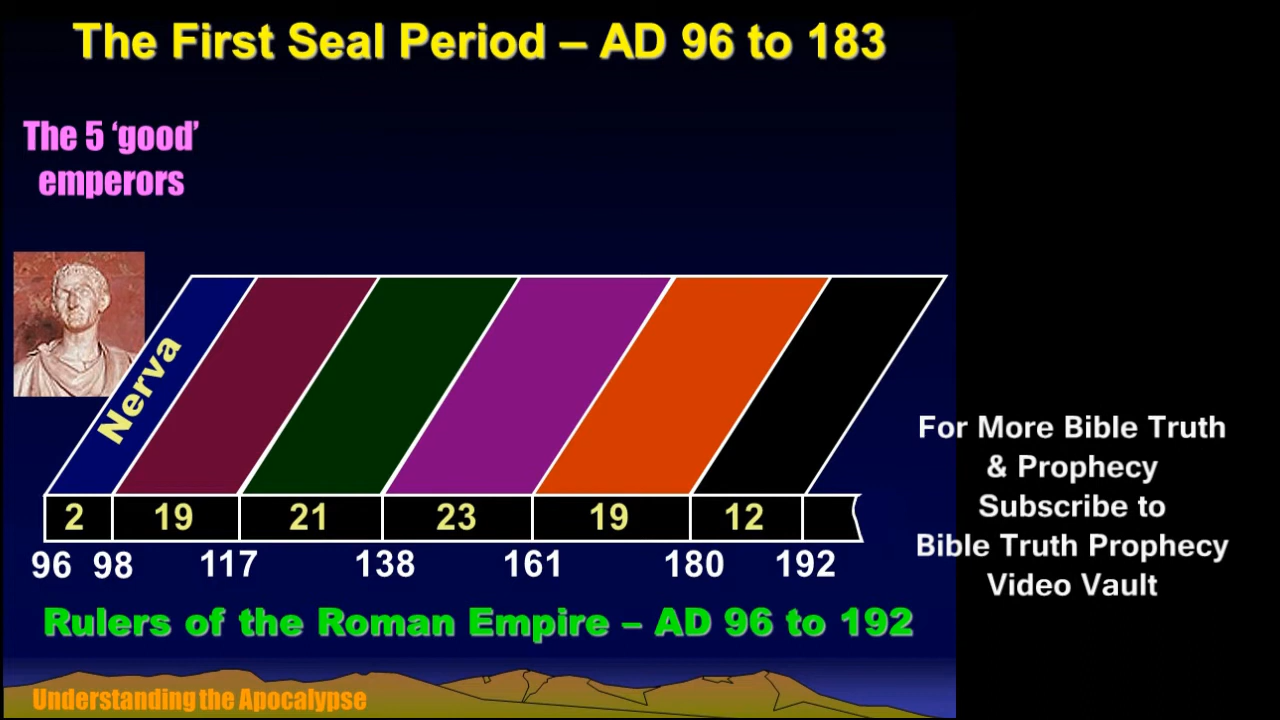 The First Seal Period – AD 96 to 183
The 5 ‘good’
emperors
Nerva
2 19 21 23 19 12
96 98 117 138 161 180 192
Rulers of the Roman Empire – AD 96 to 192
Understanding the Apocalypse
For More Bible Truth
& Prophecy
Subscribe to
Bible Truth Prophecy
Video Vault